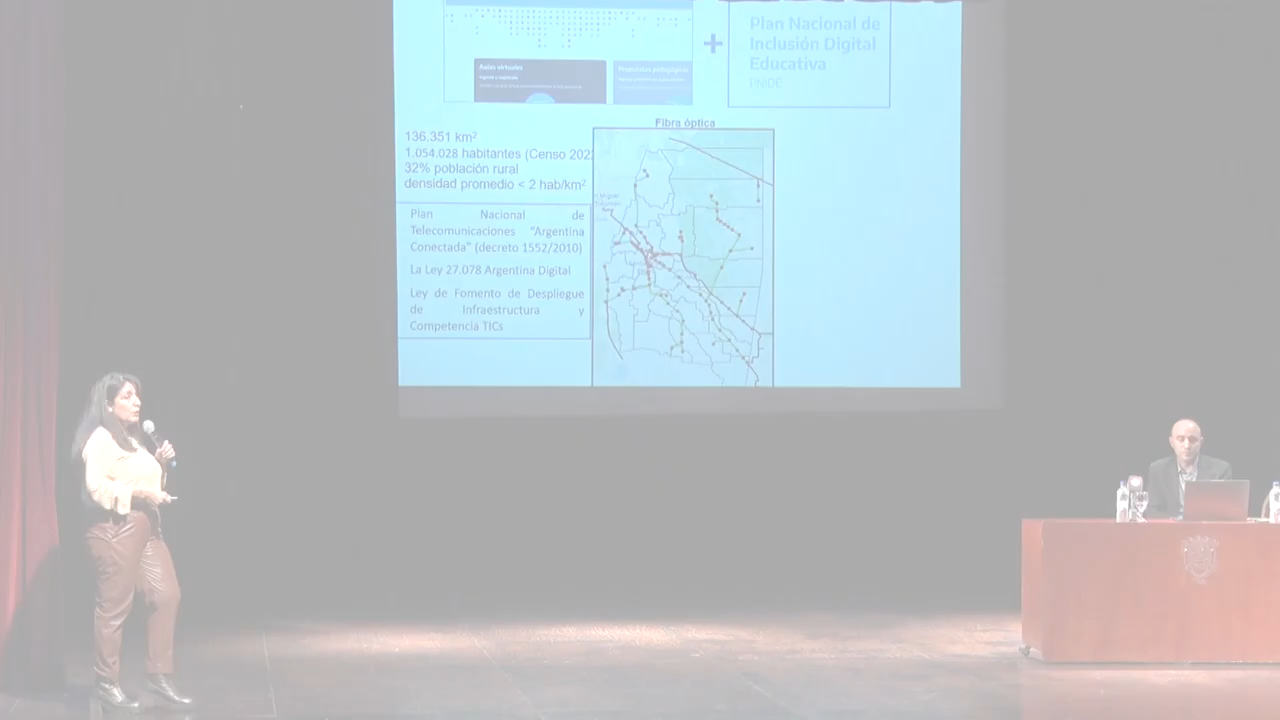 Plan Nacional de
Inclusión Digital
Educativa
PNIDE
+
Aulas virtuales
Propuestas pedagógicas
Fibra óptica
136.351 km²
1.054.028 habitantes (Censo 202
32% población rural
densidad promedio < 2 hab/km²
Plan Nacional de
Telecomunicaciones “Argentina
Conectada” (decreto 1552/2010)
La Ley 27.078 Argentina Digital
Ley de Fomento de Despliegue
de Infraestructura y
Competencia TICs